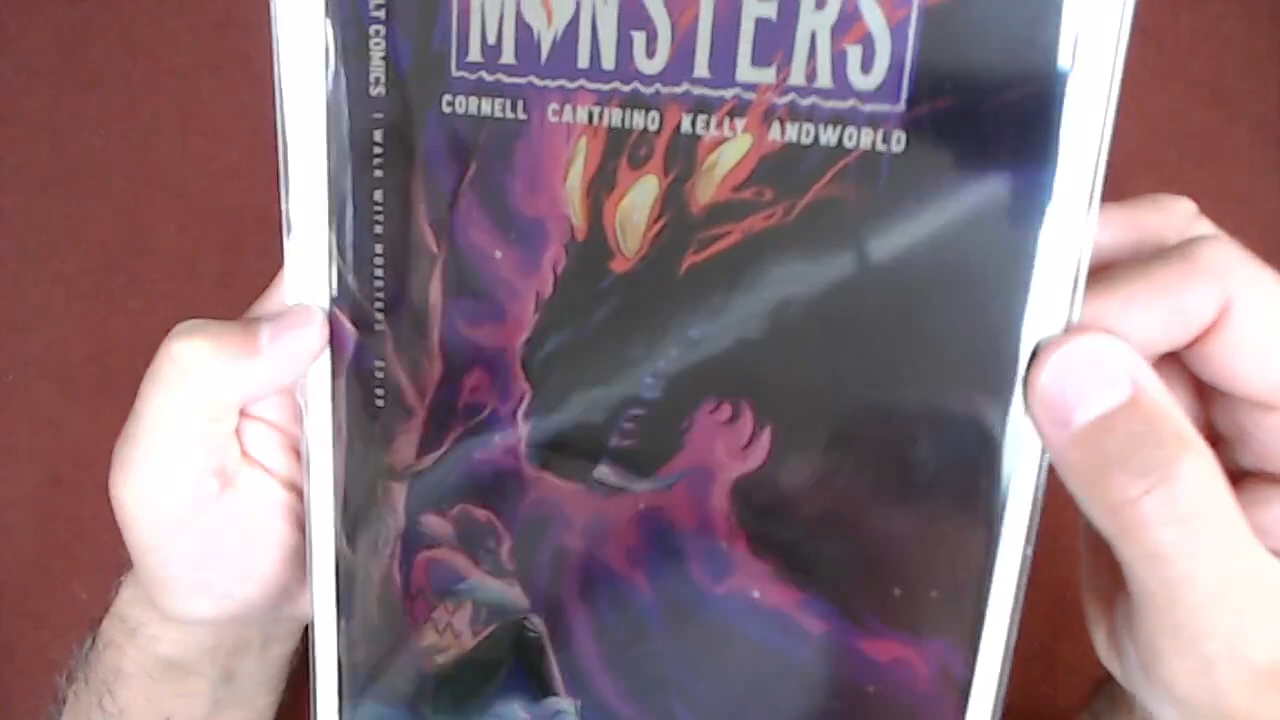 MONSTERS
CORNELL CANTIRINO KELLY ANDWORLD
LT COMICS | I WALK WITH MONSTERS